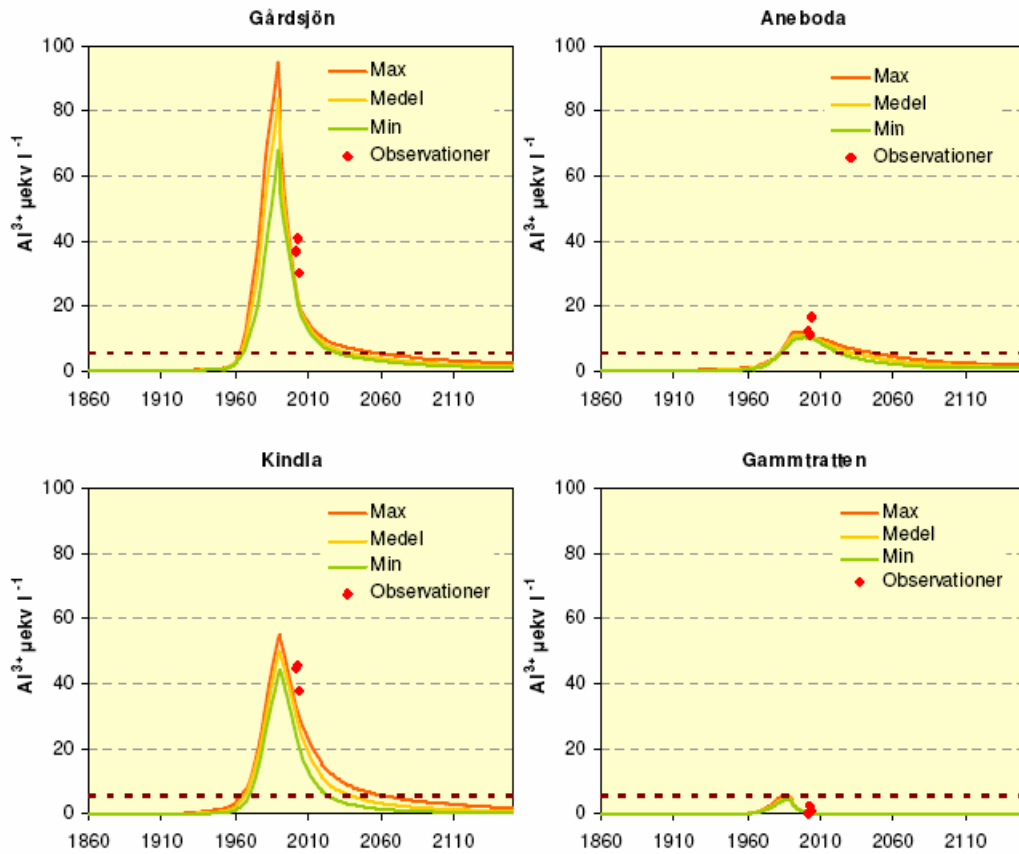 Gårdsjön
Al3+ µekv l -1
100
80
60
40
20
0
1860 1910 1960 2010 2060 2110
Max
Medel
Min
Observationer
Aneboda
Al3+ µekv l -1
100
80
60
40
20
0
1860 1910 1960 2010 2060 2110
Max
Medel
Min
Observationer
Kindla
Al3+ µekv l -1
100
80
60
40
20
0
1860 1910 1960 2010 2060 2110
Max
Medel
Min
Observationer
Gammtratten
Al3+ µekv l -1
100
80
60
40
20
0
1860 1910 1960 2010 2060 2110
Max
Medel
Min
Observationer